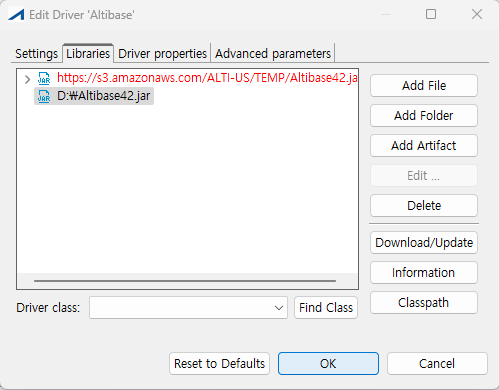 Edit Driver 'Altibase'
Settings Libraries Driver properties Advanced parameters
https://s3.amazonaws.com/ALTI-US/TEMP/Altibase42.ja
D:₩Altibase42.jar
Add File
Add Folder
Add Artifact
Edit ...
Delete
Download/Update
Information
Classpath
Driver class: Find Class
Reset to Defaults OK Cancel